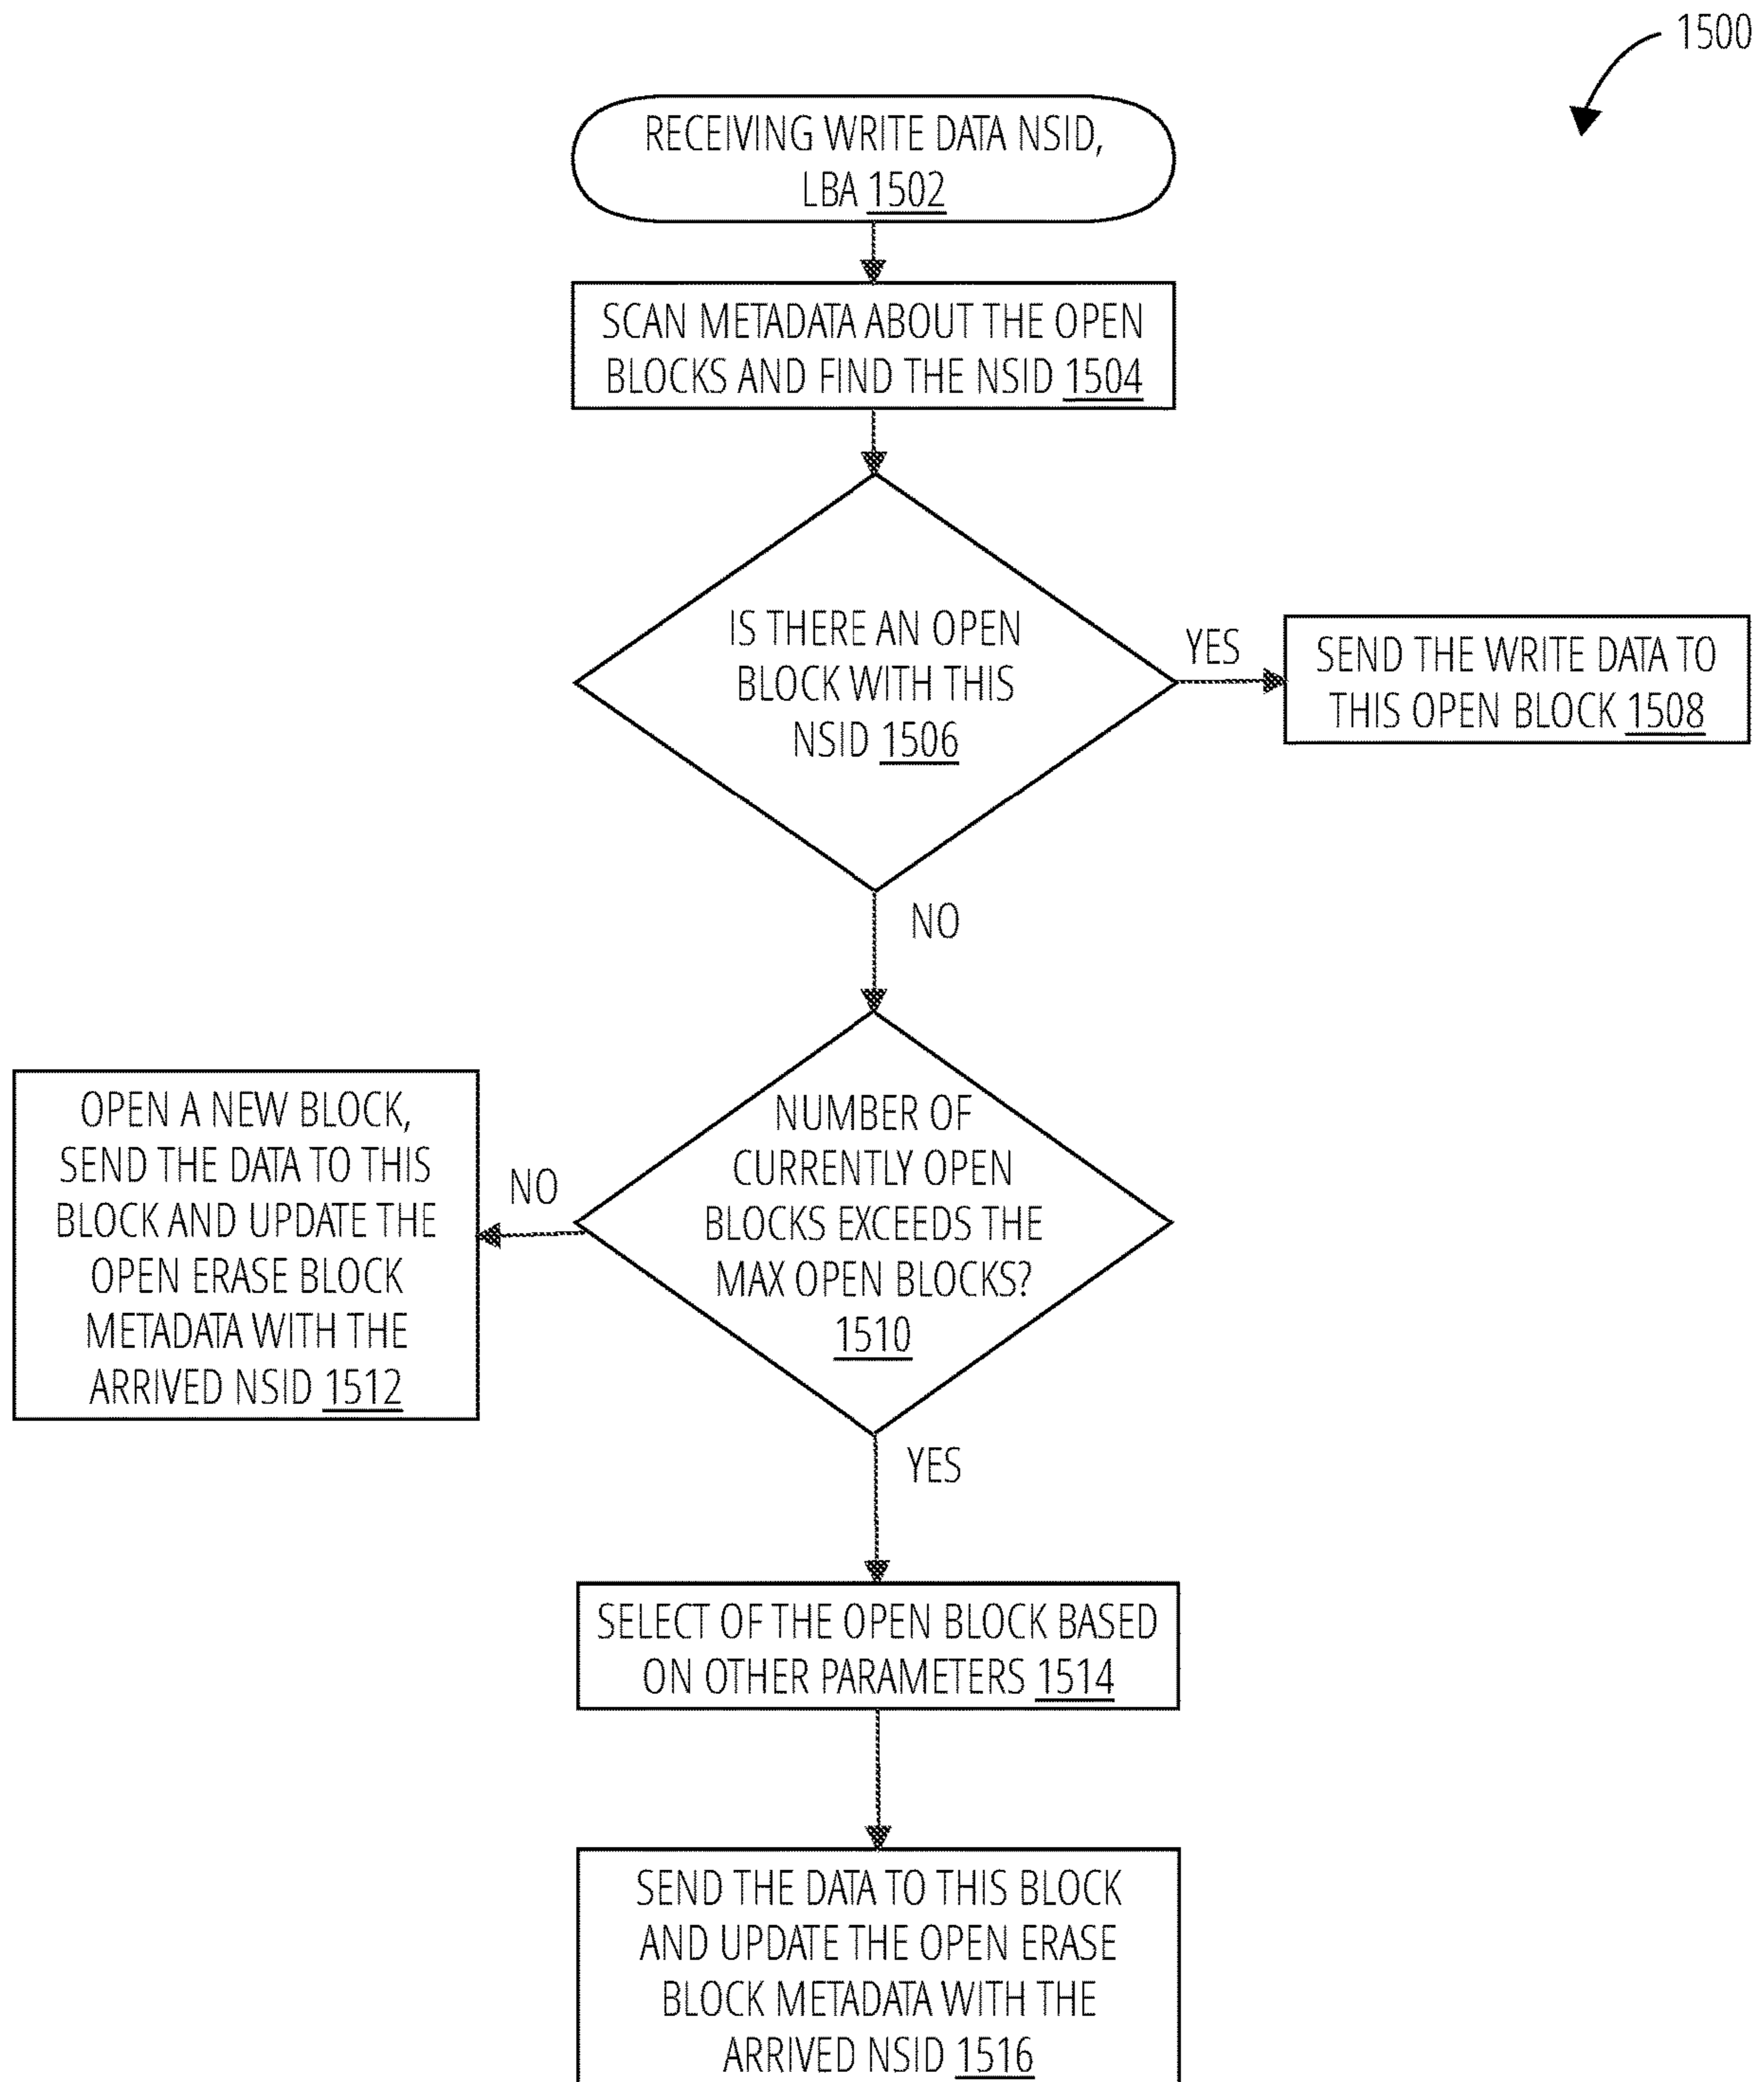 1500
RECEIVING WRITE DATA NSID,
LBA 1502
SCAN METADATA ABOUT THE OPEN
BLOCKS AND FIND THE NSID 1504
IS THERE AN OPEN
BLOCK WITH THIS
NSID 1506
YES
SEND THE WRITE DATA TO
THIS OPEN BLOCK 1508
NO
NUMBER OF
CURRENTLY OPEN
BLOCKS EXCEEDS THE
MAX OPEN BLOCKS?
1510
NO
OPEN A NEW BLOCK,
SEND THE DATA TO THIS
BLOCK AND UPDATE THE
OPEN ERASE BLOCK
METADATA WITH THE
ARRIVED NSID 1512
YES
SELECT OF THE OPEN BLOCK BASED
ON OTHER PARAMETERS 1514
SEND THE DATA TO THIS BLOCK
AND UPDATE THE OPEN ERASE
BLOCK METADATA WITH THE
ARRIVED NSID 1516